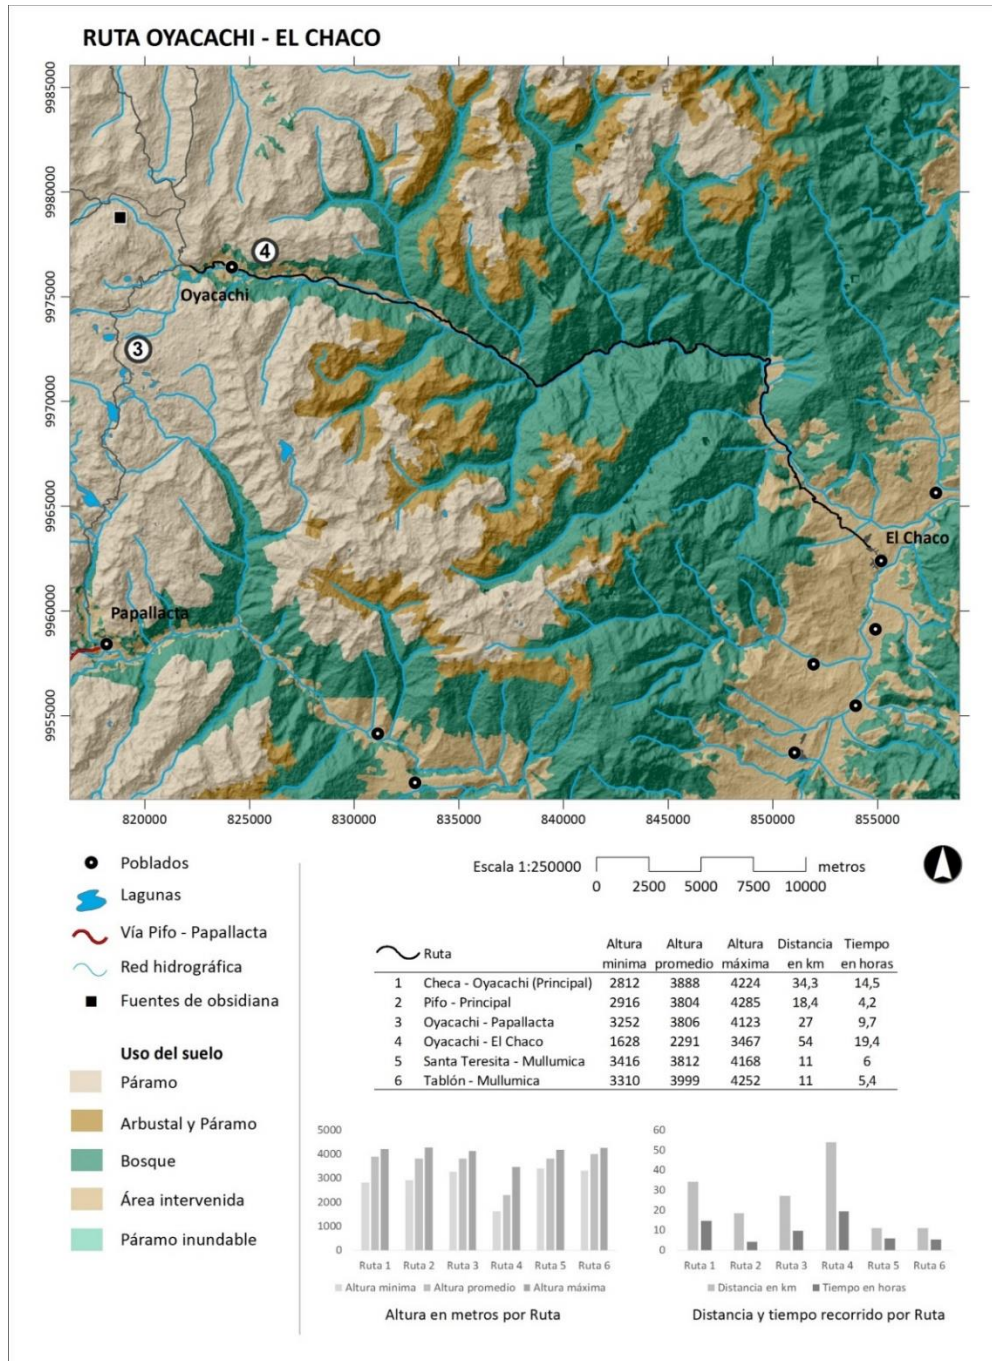 RUTA OYACACHI - EL CHACO
9985000
9980000
9975000
9970000
9965000
9960000
9955000
4
Oyacachi
3
El Chaco
Papallacta
820000 825000 830000 835000 840000 845000 850000 855000
Poblados
Lagunas
Vía Pifo - Papallacta
Red hidrográfica
Fuentes de obsidiana
Uso del suelo
Páramo
Arbustal y Páramo
Bosque
Área intervenida
Páramo inundable
Escala 1:250000 metros
0 2500 5000 7500 10000
Ruta Altura minima Altura promedio Altura máxima Distancia en km Tiempo en horas
1 Checa - Oyacachi (Principal) 2812 3888 4224 34,3 14,5
2 Pifo - Principal 2916 3804 4285 18,4 4,2
3 Oyacachi - Papallacta 3252 3806 4123 27 9,7
4 Oyacachi - El Chaco 1628 2291 3467 54 19,4
5 Santa Teresita - Mullumica 3416 3812 4168 11 6
6 Tablón - Mullumica 3310 3999 4252 11 5,4
5000
4000
3000
2000
1000
0
Ruta 1 Ruta 2 Ruta 3 Ruta 4 Ruta 5 Ruta 6
Altura minima Altura promedio Altura máxima
Altura en metros por Ruta
60
50
40
30
20
10
0
Ruta 1 Ruta 2 Ruta 3 Ruta 4 Ruta 5 Ruta 6
Distancia en km Tiempo en horas
Distancia y tiempo recorrido por Ruta